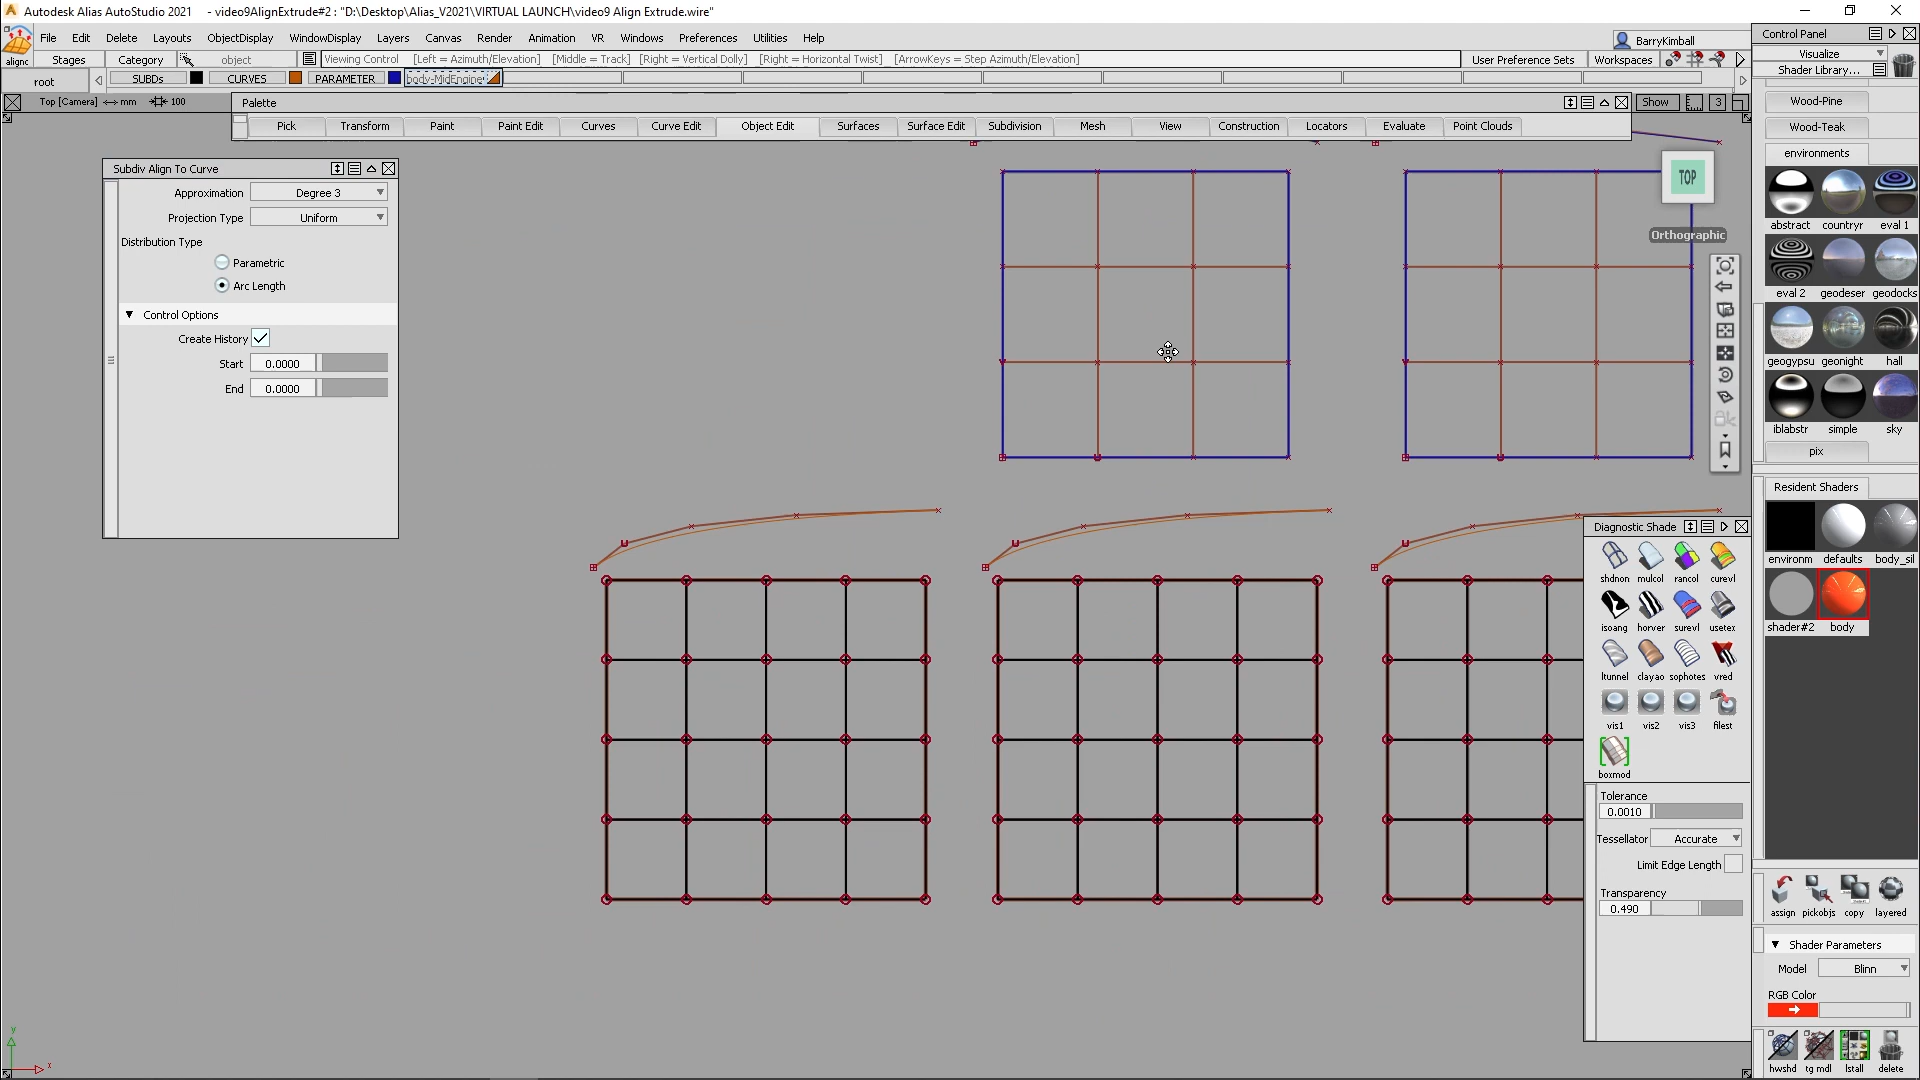 Autodesk Alias AutoStudio 2021 - video9AlignExtrude#2 : "D:\Desktop\Alias_V2021\VIRTUAL LAUNCH\video9 Align Extrude.wire"
File Edit Delete Layouts ObjectDisplay WindowDisplay Layers Canvas Render Animation VR Windows Preferences Utilities Help
BarryKimball
alignc Stages Category object Viewing Control [Left = Azimuth/Elevation] [Middle = Track] [Right = Vertical Dolly] [Right = Horizontal Twist] [ArrowKeys = Step Azimuth/Elevation] User Preference Sets Workspaces
root SUBDs CURVES PARAMETER body-MidEngine
Top [Camera] mm 100
Palette
Show 3
Pick Transform Paint Paint Edit Curves Curve Edit Object Edit Surfaces Surface Edit Subdivision Mesh View Construction Locators Evaluate Point Clouds
Subdiv Align To Curve
Approximation Degree 3
Projection Type Uniform
Distribution Type
Parametric
Arc Length
Control Options
Create History
Start 0.0000
End 0.0000
TOP
Orthographic
y
x
Diagnostic Shade
shdnon mulcol rancol curevl
isoang horver surevl usetex
ltunnel clayao sophotes vred
vis1 vis2 vis3 filest
boxmod
Tolerance
0.0010
Tessellator Accurate
Limit Edge Length
Transparency
0.490
Control Panel
Visualize
Shader Library...
Wood-Pine
Wood-Teak
environments
abstract countryr eval 1
eval 2 geodeser geodocks
geogypsu geonight hall
iblabstr simple sky
pix
Resident Shaders
environm defaults body_sil
shader#2 body
assign pickobjs copy layered
Shader Parameters
Model Blinn
RGB Color
hwshd tg mdl lstall delete